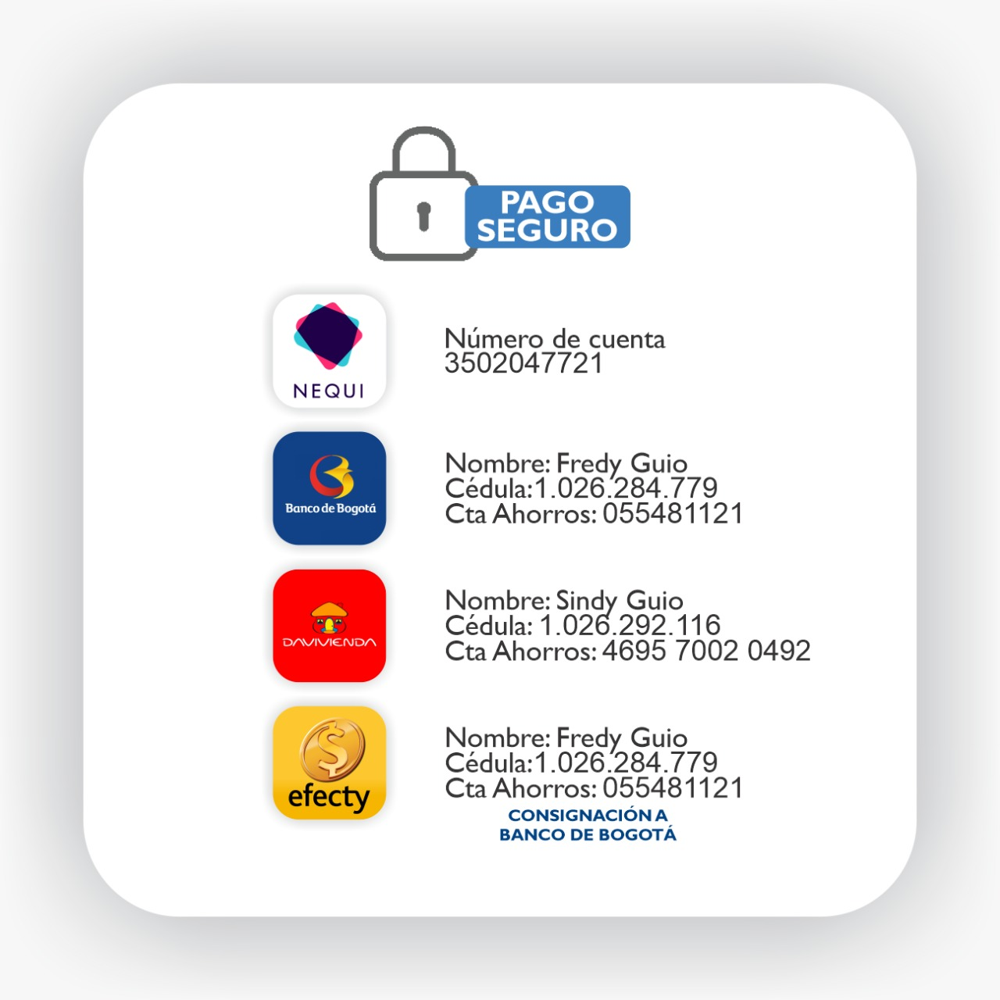 PAGO
SEGURO
NEQUI
Número de cuenta
3502047721
Banco de Bogotá
Nombre: Fredy Guio
Cédula:1.026.284.779
Cta Ahorros: 055481121
DAVIVIENDA
Nombre: Sindy Guio
Cédula: 1.026.292.116
Cta Ahorros: 4695 7002 0492
efecty
Nombre: Fredy Guio
Cédula:1.026.284.779
Cta Ahorros: 055481121
CONSIGNACIÓN A
BANCO DE BOGOTÁ